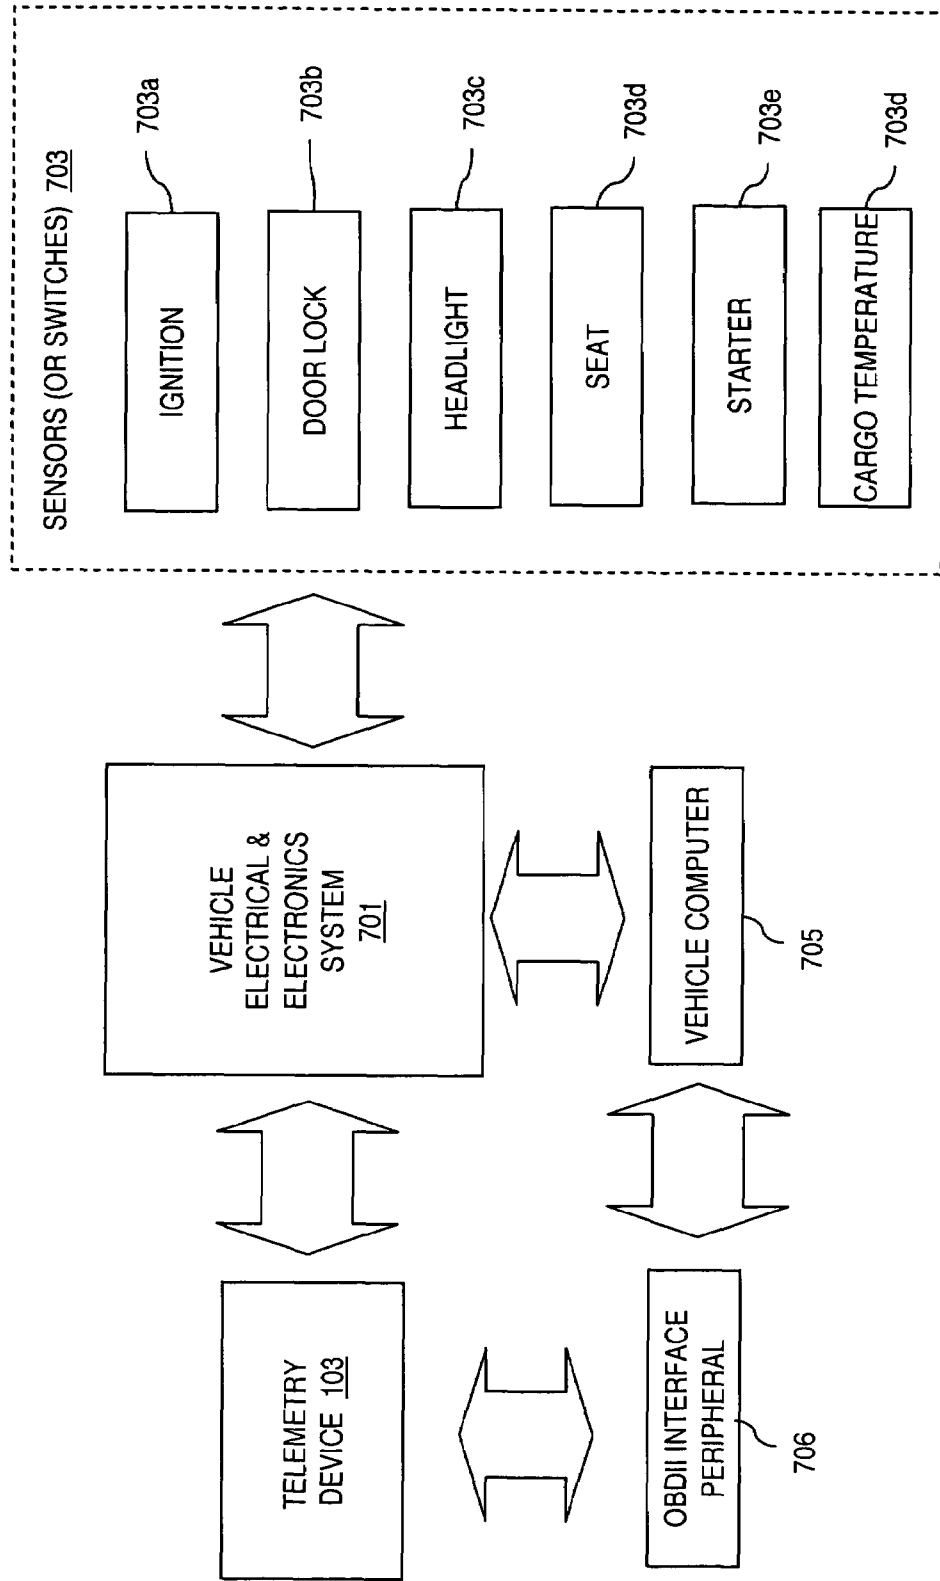 TELEMETRY
DEVICE 103
VEHICLE
ELECTRICAL &
ELECTRONICS
SYSTEM
701
SENSORS (OR SWITCHES) 703
IGNITION
703a
DOOR LOCK
703b
HEADLIGHT
703c
SEAT
703d
STARTER
703e
CARGO TEMPERATURE
703d
OBDII INTERFACE
PERIPHERAL
706
VEHICLE COMPUTER
705